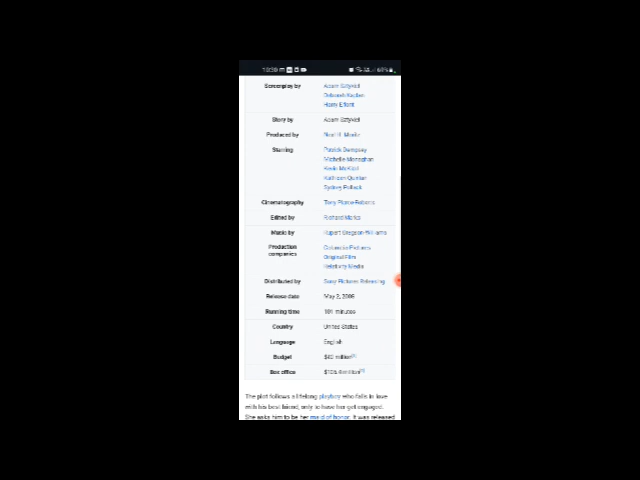 Screenplay by Adam Sztykiel
Deborah Kaplan
Harry Elfont
Story by Adam Sztykiel
Produced by Neal H. Moritz
Starring Patrick Dempsey
Michelle Monaghan
Kevin McKidd
Kathleen Quinlan
Sydney Pollack
Cinematography Tony Pierce-Roberts
Edited by Richard Marks
Music by Rupert Gregson-Williams
Production companies Columbia Pictures
Original Film
Relativity Media
Distributed by Sony Pictures Releasing
Release date May 2, 2008
Running time 101 minutes
Country United States
Language English
Budget $40 million
Box office million
The plot follows a lifelong playboy who falls in love
with his best friend, only to have her get engaged.
She asks him to be her maid of honor. It was released